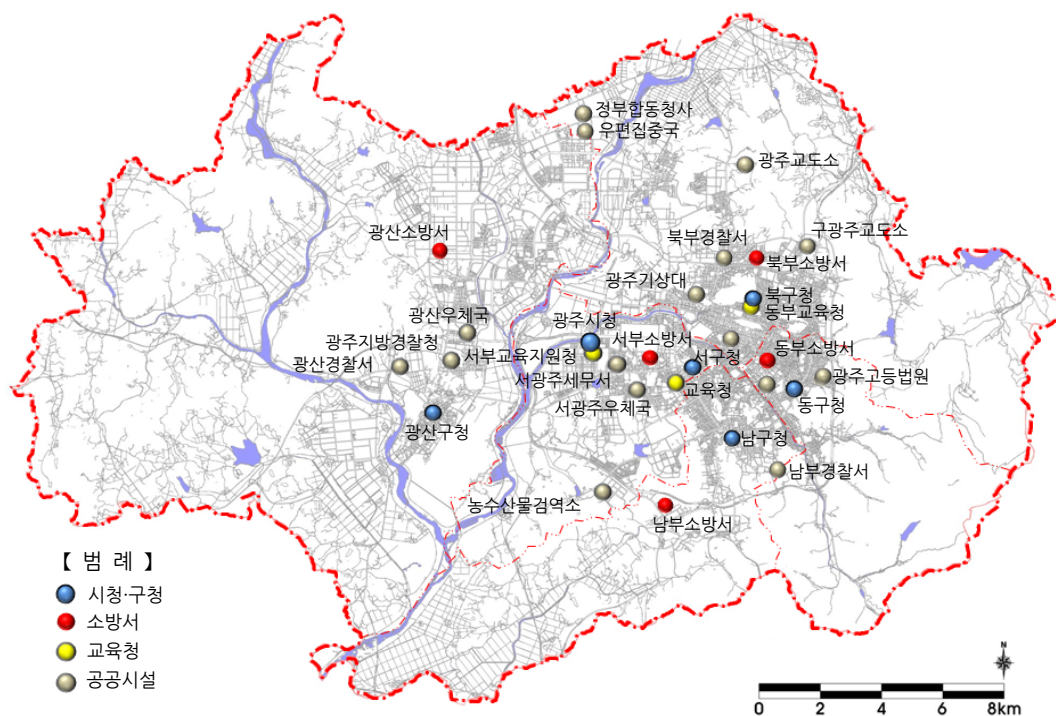 정부합동청사
우편집중국
광주교도소
구광주교도소
광산소방서
북부경찰서
북부소방서
광주기상대
북구청
동부교육청
광산우체국
광주시청
광주지방경찰청
서부소방서
동부소방서
광산경찰서
서부교육지원청
서구청
서광주세무서
광주고등법원
교육청
서광주우체국
동구청
광산구청
남구청
남부경찰서
농수산물검역소
남부소방서
【 범 례 】
시청·구청
소방서
교육청
공공시설
N
0 2 4 6 8km